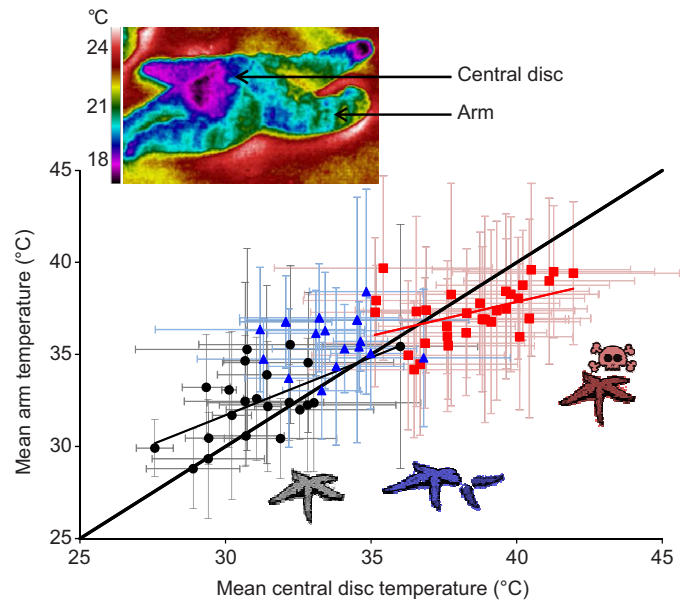 °C
24
21
18
Central disc
Arm
45
40
35
30
25
Mean arm temperature (°C)
25 30 35 40 45
Mean central disc temperature (°C)